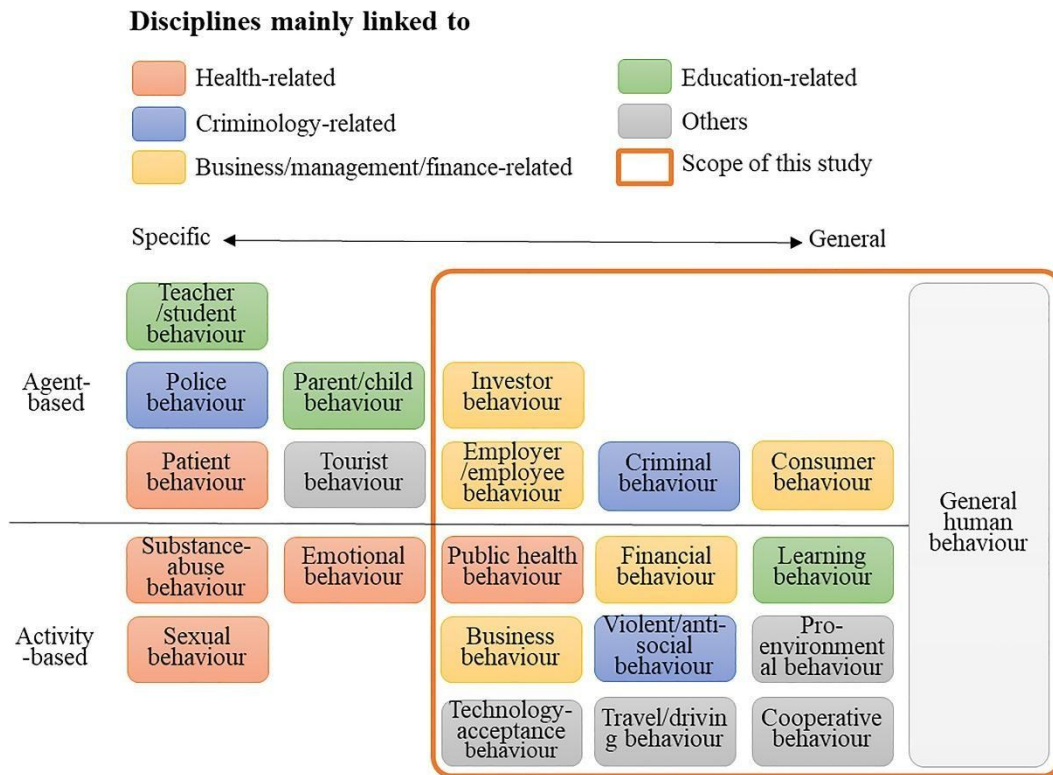 Disciplines mainly linked to
Health-related
Education-related
Criminology-related
Others
Business/management/finance-related
Scope of this study
Specific
General
Agent-
based
Teacher
/student
behaviour
Police
behaviour
Parent/child
behaviour
Investor
behaviour
Patient
behaviour
Tourist
behaviour
Employer
/employee
behaviour
Criminal
behaviour
Consumer
behaviour
General
human
behaviour
Activity
-based
Substance-
abuse
behaviour
Emotional
behaviour
Public health
behaviour
Financial
behaviour
Learning
behaviour
Sexual
behaviour
Business
behaviour
Violent/anti-
social
behaviour
Pro-
environment
al behaviour
Technology-
acceptance
behaviour
Travel/drivin
g behaviour
Cooperative
behaviour